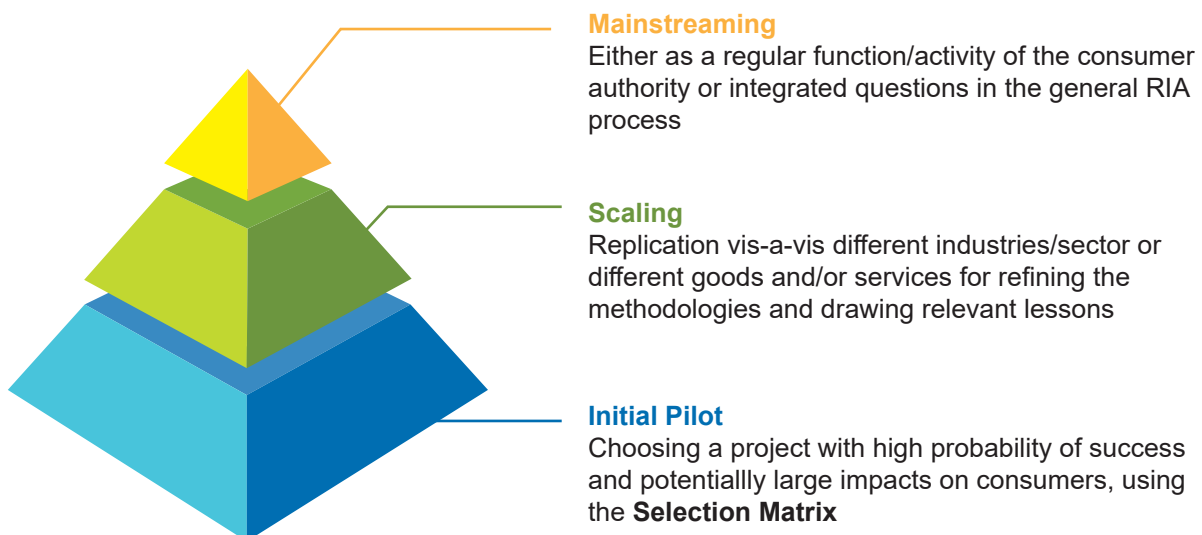 Mainstreaming
Either as a regular function/activity of the consumer
authority or integrated questions in the general RIA
process
Scaling
Replication vis-a-vis different industries/sector or
different goods and/or services for refining the
methodologies and drawing relevant lessons
Initial Pilot
Choosing a project with high probability of success
and potentiallly large impacts on consumers, using
the Selection Matrix